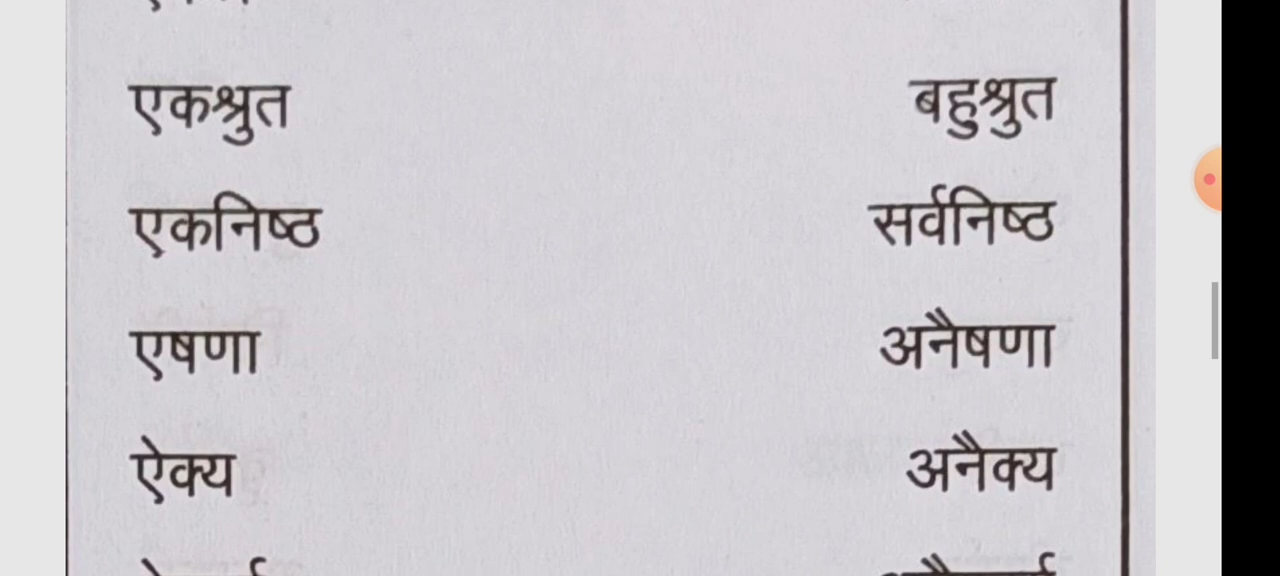 एकश्रुत बहुश्रुत
एकनिष्ठ सर्वनिष्ठ
एषणा अनैषणा
ऐक्य अनैक्य